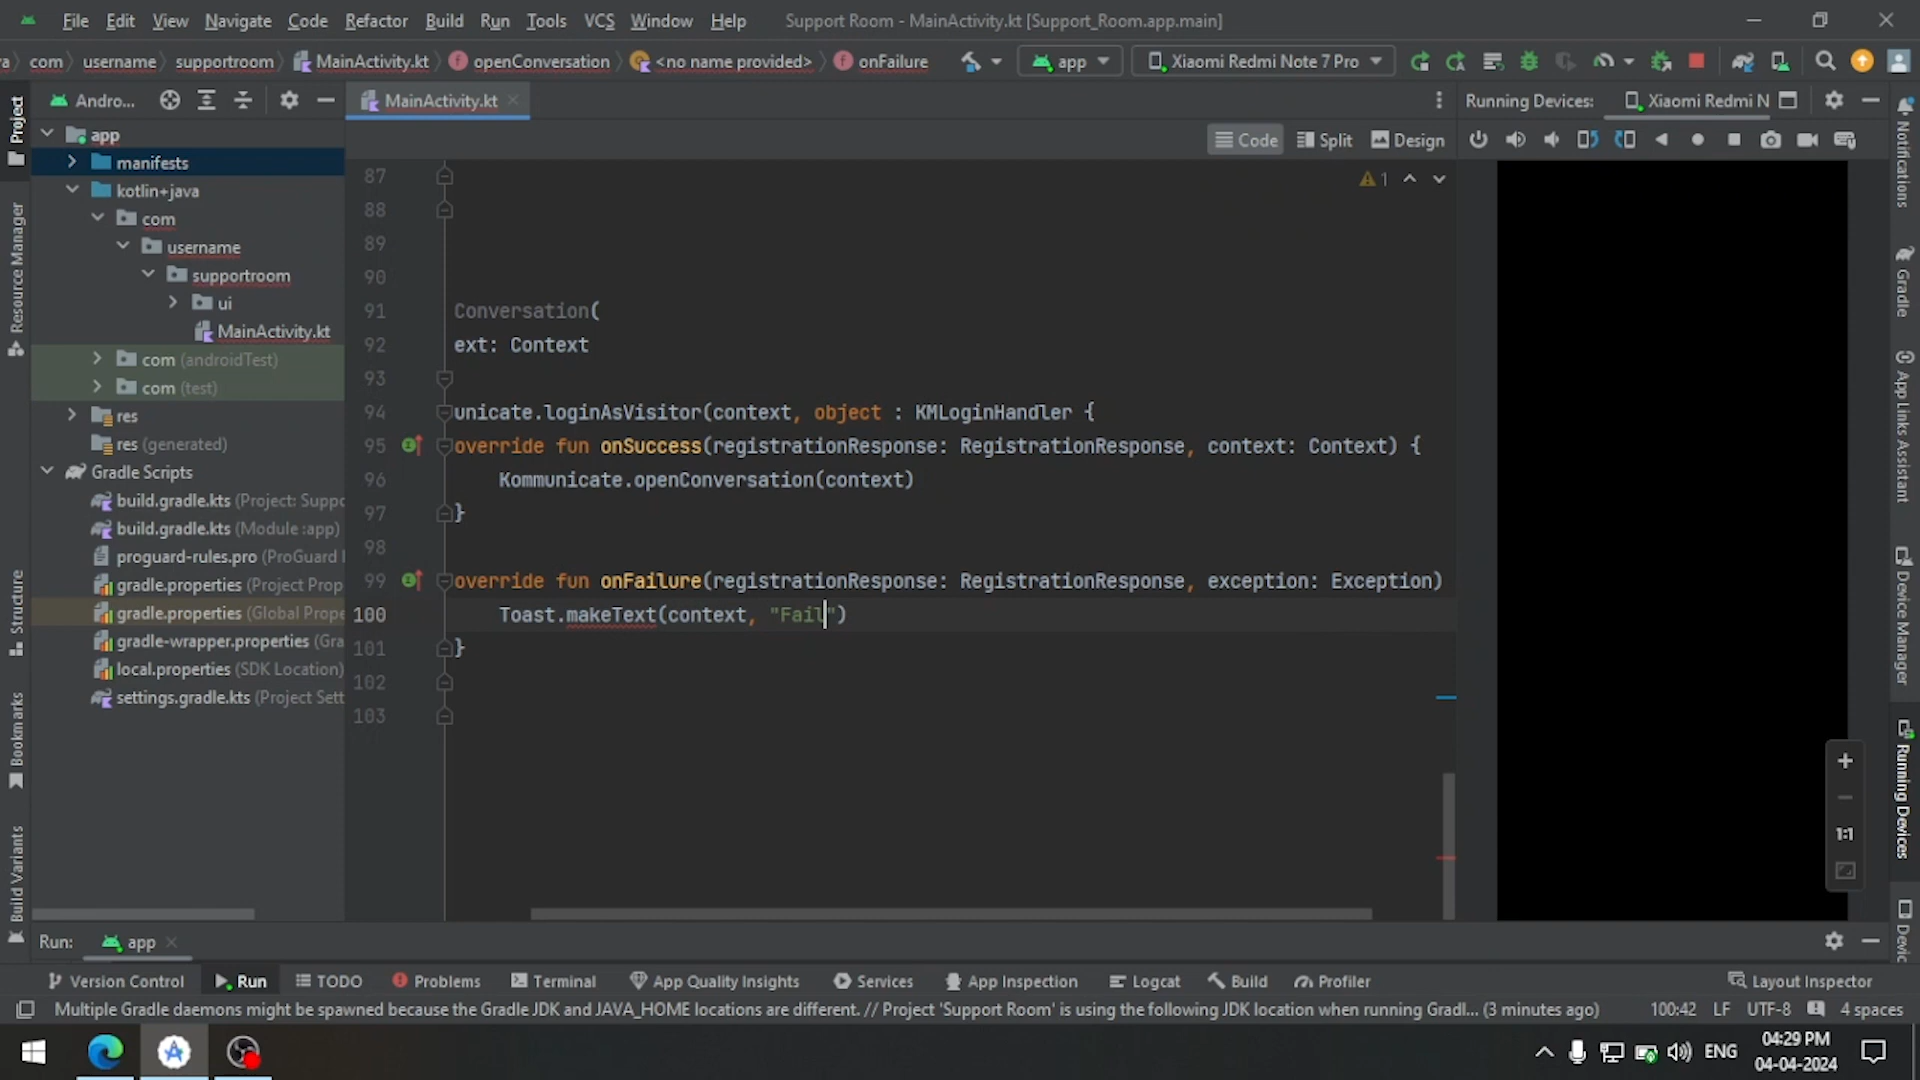 File Edit View Navigate Code Refactor Build Run Tools VCS Window Help Support Room - MainActivity.kt [Support_Room.app.main]
com username supportroom MainActivity.kt openConversation <no name provided> onFailure app Xiaomi Redmi Note 7 Pro
Andro... MainActivity.kt Running Devices: Xiaomi Redmi N
Code Split Design
app
manifests
kotlin+java
com
username
supportroom
ui
MainActivity.kt
com (androidTest)
com (test)
res
res (generated)
Gradle Scripts
build.gradle.kts (Project: Suppo
build.gradle.kts (Module :app)
proguard-rules.pro (ProGuard
gradle.properties (Project Prop
gradle.properties (Global Prope
gradle-wrapper.properties (Gra
local.properties (SDK Location)
settings.gradle.kts (Project Sett
1
87
88
89
90
91 Conversation(
92 ext: Context
93
94 unicate.loginAsVisitor(context, object : KMLoginHandler {
95 override fun onSuccess(registrationResponse: RegistrationResponse, context: Context) {
96 Kommunicate.openConversation(context)
97 }
98
99 override fun onFailure(registrationResponse: RegistrationResponse, exception: Exception)
100 Toast.makeText(context, "Fail")
101 }
102
103
1:1
Project
Resource Manager
Structure
Bookmarks
Build Variants
Notifications
Gradle
App Links Assistant
Device Manager
Running Devices
Run: app
Version Control Run TODO Problems Terminal App Quality Insights Services App Inspection Logcat Build Profiler Layout Inspector
Multiple Gradle daemons might be spawned because the Gradle JDK and JAVA_HOME locations are different. // Project 'Support Room' is using the following JDK location when running Gradl... (3 minutes ago) 100:42 LF UTF-8 4 spaces
ENG
04:29 PM
04-04-2024